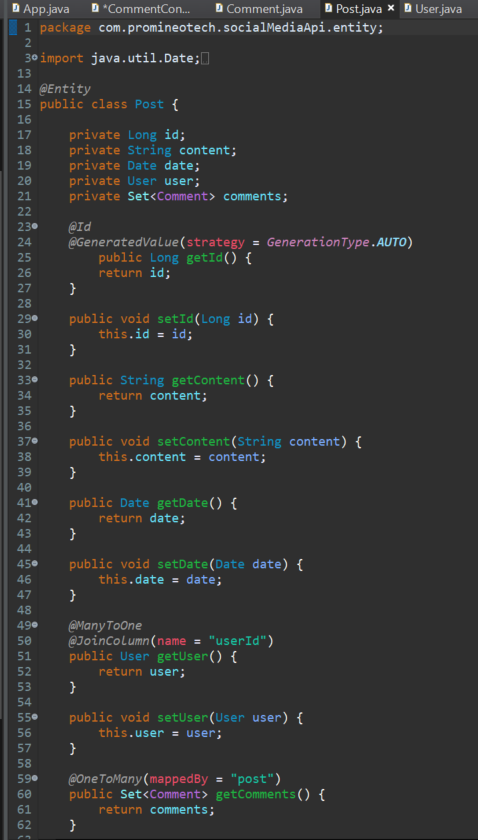 App.java *CommentCon... Comment.java Post.java × User.java
1 package com.promineotech.socialMediaApi.entity;
2
3 import java.util.Date;
13
14 @Entity
15 public class Post {
16
17 private Long id;
18 private String content;
19 private Date date;
20 private User user;
21 private Set<Comment> comments;
22
23 @Id
24 @GeneratedValue(strategy = GenerationType.AUTO)
25 public Long getId() {
26 return id;
27 }
28
29 public void setId(Long id) {
30 this.id = id;
31 }
32
33 public String getContent() {
34 return content;
35 }
36
37 public void setContent(String content) {
38 this.content = content;
39 }
40
41 public Date getDate() {
42 return date;
43 }
44
45 public void setDate(Date date) {
46 this.date = date;
47 }
48
49 @ManyToOne
50 @JoinColumn(name = "userId")
51 public User getUser() {
52 return user;
53 }
54
55 public void setUser(User user) {
56 this.user = user;
57 }
58
59 @OneToMany(mappedBy = "post")
60 public Set<Comment> getComments() {
61 return comments;
62 }